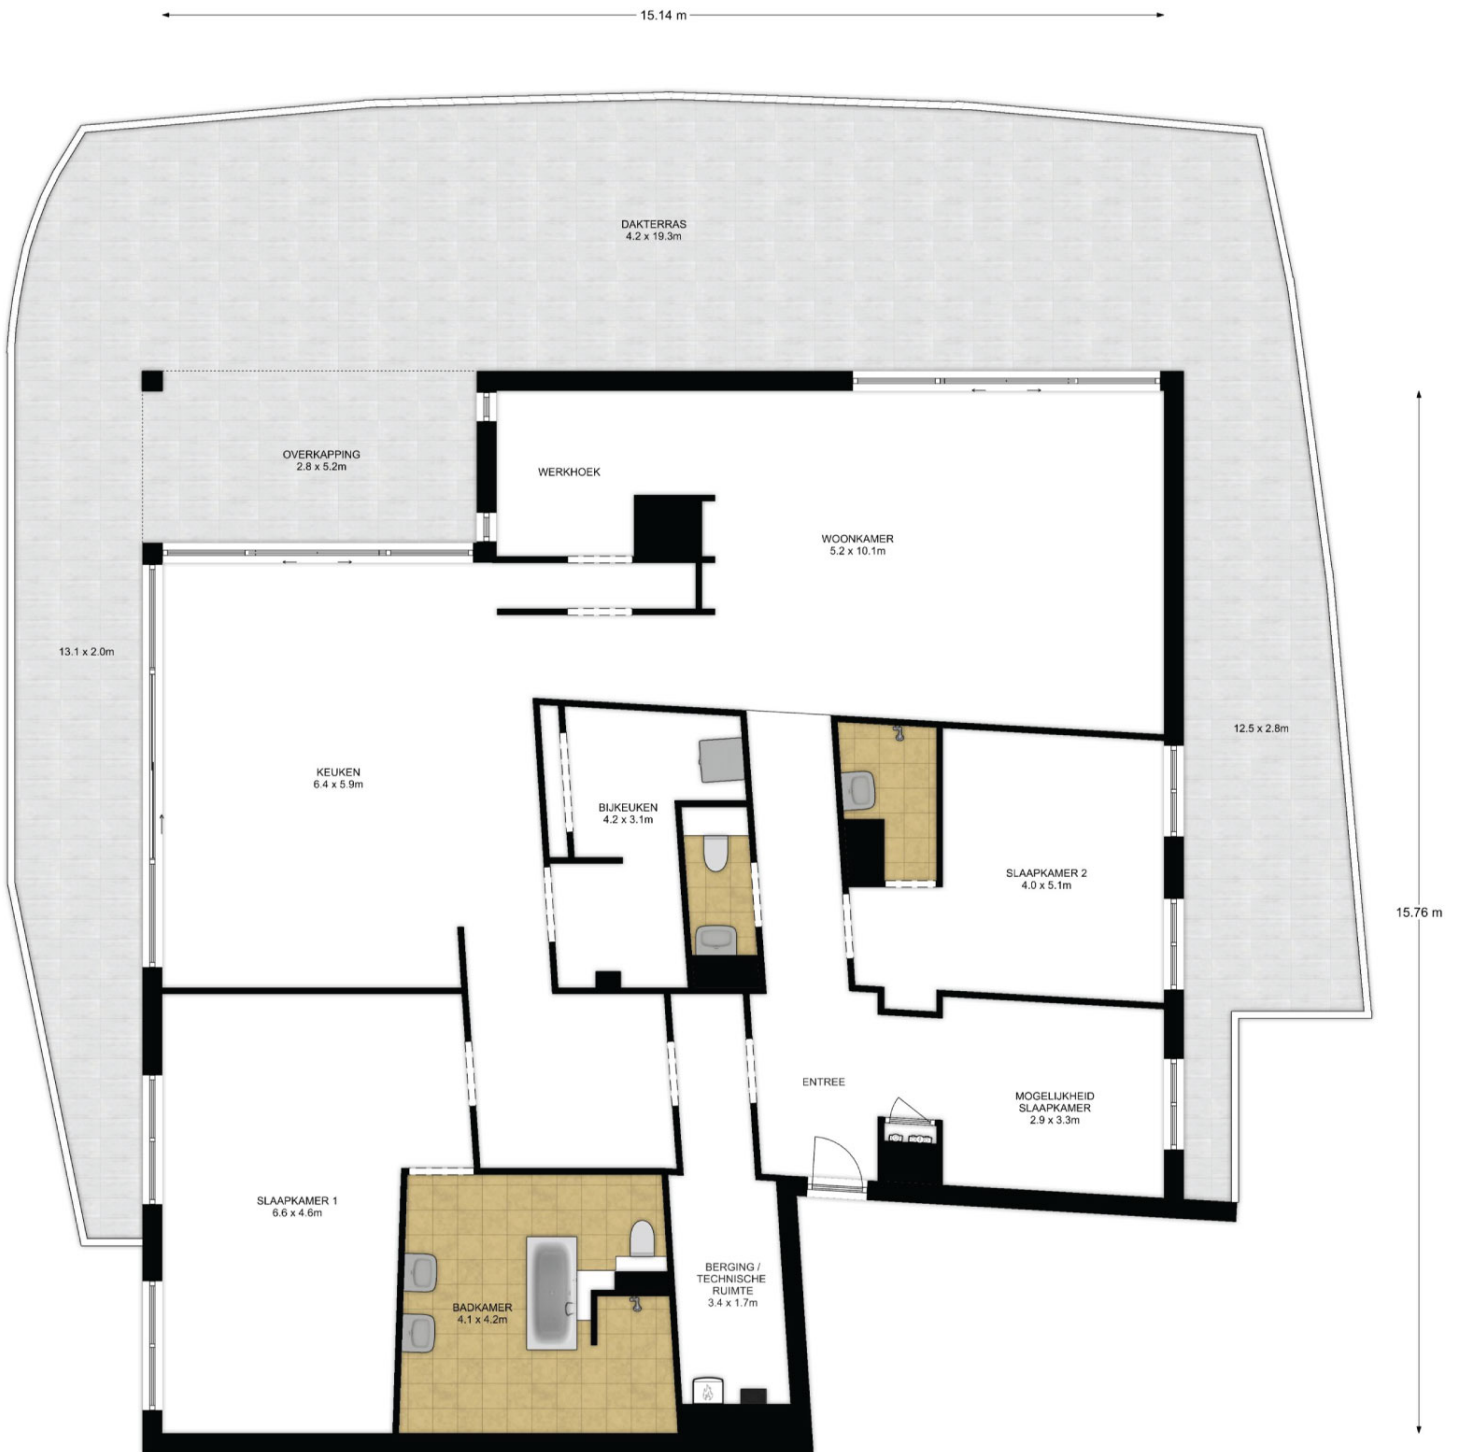 15.14 m
DAKTERRAS
4.2 x 19.3m
OVERKAPPING
2.8 x 5.2m
WERKHOEK
WOONKAMER
5.2 x 10.1m
13.1 x 2.0m
12.5 x 2.8m
KEUKEN
6.4 x 5.9m
BIJKEUKEN
4.2 x 3.1m
SLAAPKAMER 2
4.0 x 5.1m
15.76 m
ENTREE
MOGELIJKHEID
SLAAPKAMER
2.9 x 3.3m
SLAAPKAMER 1
6.6 x 4.6m
BERGING /
TECHNISCHE
RUIMTE
3.4 x 1.7m
BADKAMER
4.1 x 4.2m